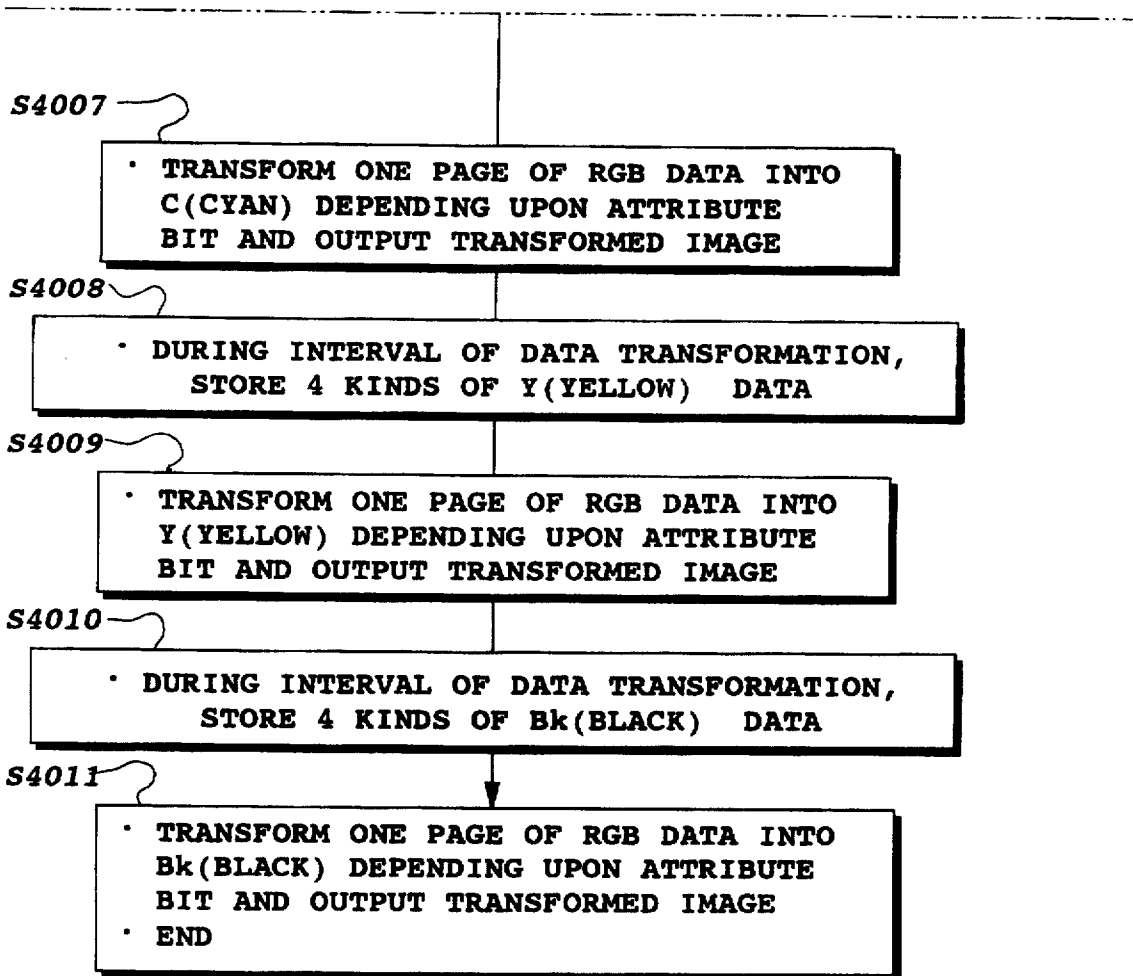 S4007
· TRANSFORM ONE PAGE OF RGB DATA INTO
C(CYAN) DEPENDING UPON ATTRIBUTE
BIT AND OUTPUT TRANSFORMED IMAGE
S4008
· DURING INTERVAL OF DATA TRANSFORMATION,
STORE 4 KINDS OF Y(YELLOW) DATA
S4009
· TRANSFORM ONE PAGE OF RGB DATA INTO
Y(YELLOW) DEPENDING UPON ATTRIBUTE
BIT AND OUTPUT TRANSFORMED IMAGE
S4010
· DURING INTERVAL OF DATA TRANSFORMATION,
STORE 4 KINDS OF Bk(BLACK) DATA
S4011
· TRANSFORM ONE PAGE OF RGB DATA INTO
Bk(BLACK) DEPENDING UPON ATTRIBUTE
BIT AND OUTPUT TRANSFORMED IMAGE
· END